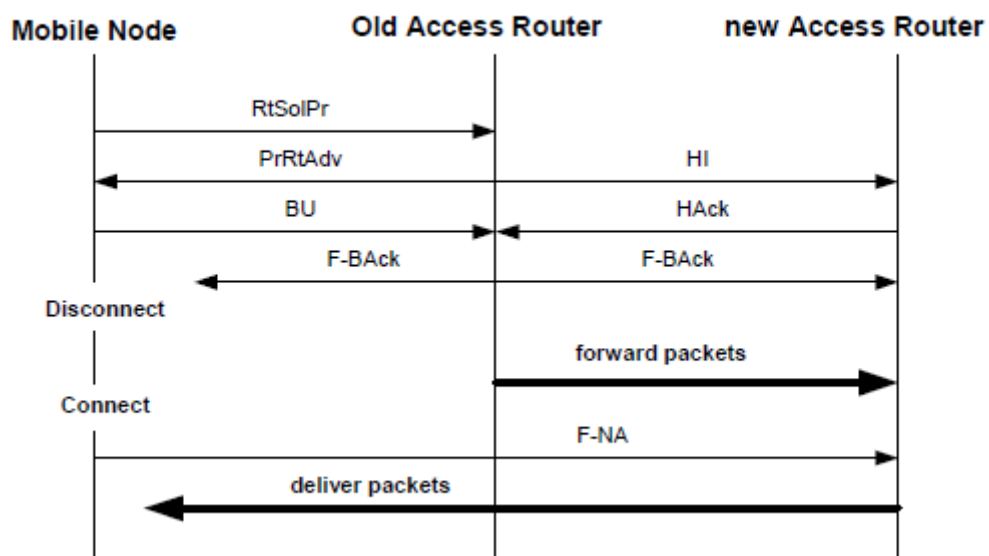 Mobile Node
Old Access Router
new Access Router
RtSolPr
PrRtAdv
HI
BU
HAck
F-BAck
F-BAck
Disconnect
forward packets
Connect
F-NA
deliver packets